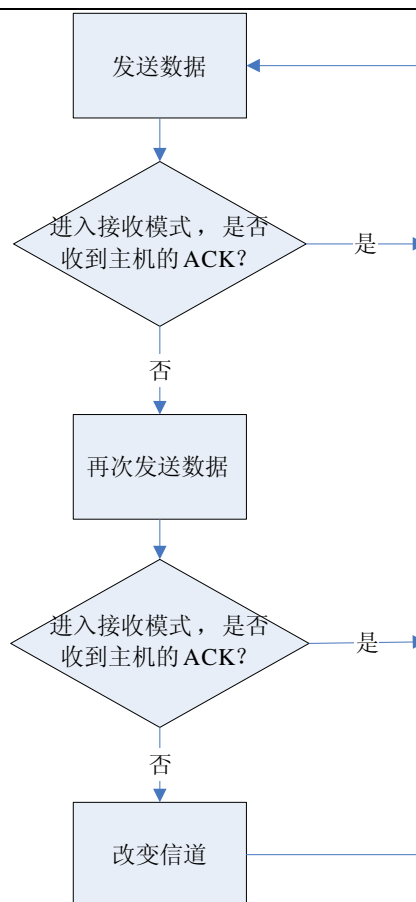 发送数据
进入接收模式，是否
收到主机的ACK？
是
否
再次发送数据
进入接收模式，是否
收到主机的ACK？
是
否
改变信道